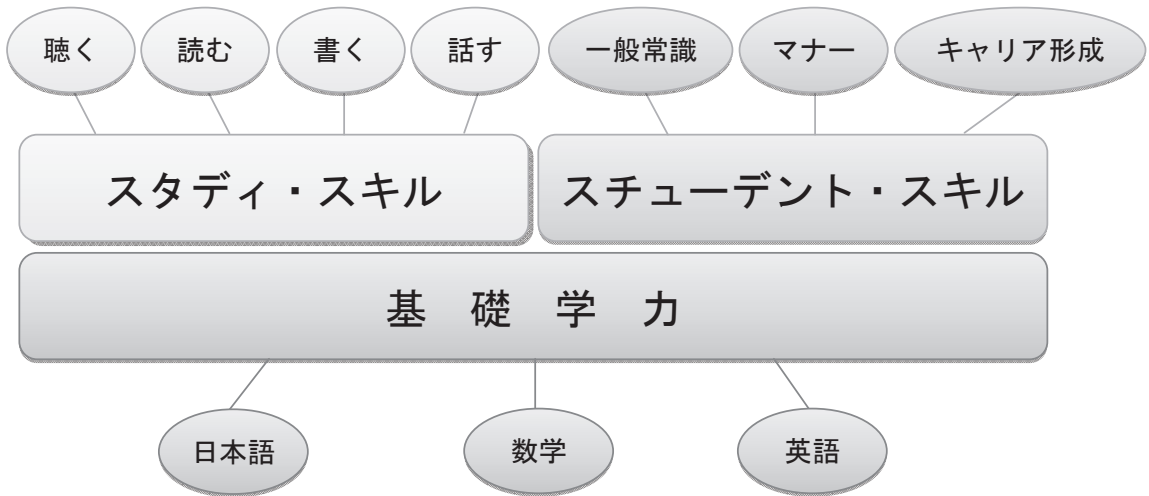 聴く
読む
書く
話す
一般常識
マナー
キャリア形成
スタディ・スキル
スチューデント・スキル
基礎学力
日本語
数学
英語